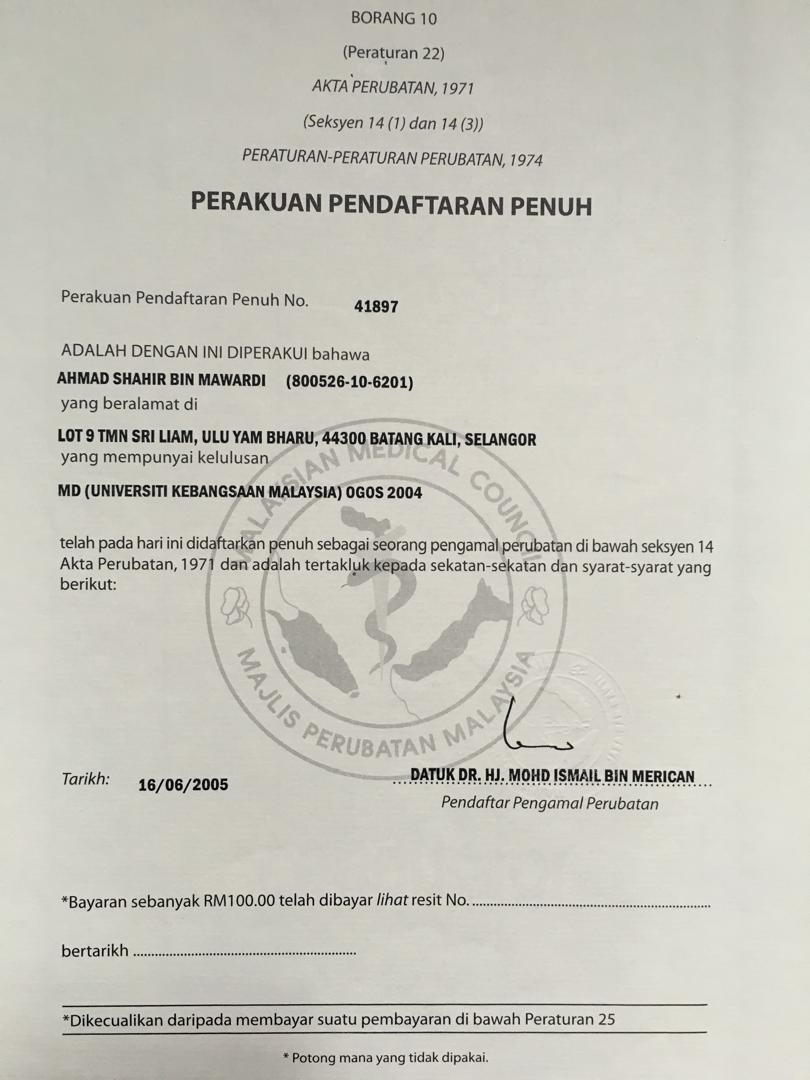 BORANG 10
(Peraturan 22)
AKTA PERUBATAN, 1971
(Seksyen 14 (1) dan 14 (3))
PERATURAN-PERATURAN PERUBATAN, 1974
PERAKUAN PENDAFTARAN PENUH
Perakuan Pendaftaran Penuh No. 41897
ADALAH DENGAN INI DIPERAKUI bahawa
AHMAD SHAHIR BIN MAWARDI (800526-10-6201)
yang beralamat di
LOT 9 TMN SRI LIAM, ULU YAM BHARU, 44300 BATANG KALI, SELANGOR
yang mempunyai kelulusan
MD (UNIVERSITI KEBANGSAAN MALAYSIA) OGOS 2004
MALAYSIAN MEDICAL COUNCIL
telah pada hari ini didaftarkan penuh sebagai seorang pengamal perubatan di bawah seksyen 14
Akta Perubatan, 1971 dan adalah tertakluk kepada sekatan-sekatan dan syarat-syarat yang
berikut:
MAJLIS PERUBATAN MALAYSIA
Tarikh: 16/06/2005
DATUK DR. HJ. MOHD ISMAIL BIN MERICAN
Pendaftar Pengamal Perubatan
*Bayaran sebanyak RM100.00 telah dibayar lihat resit No. ..........................................................
bertarikh ..........................................................
*Dikecualikan daripada membayar suatu pembayaran di bawah Peraturan 25
* Potong mana yang tidak dipakai.